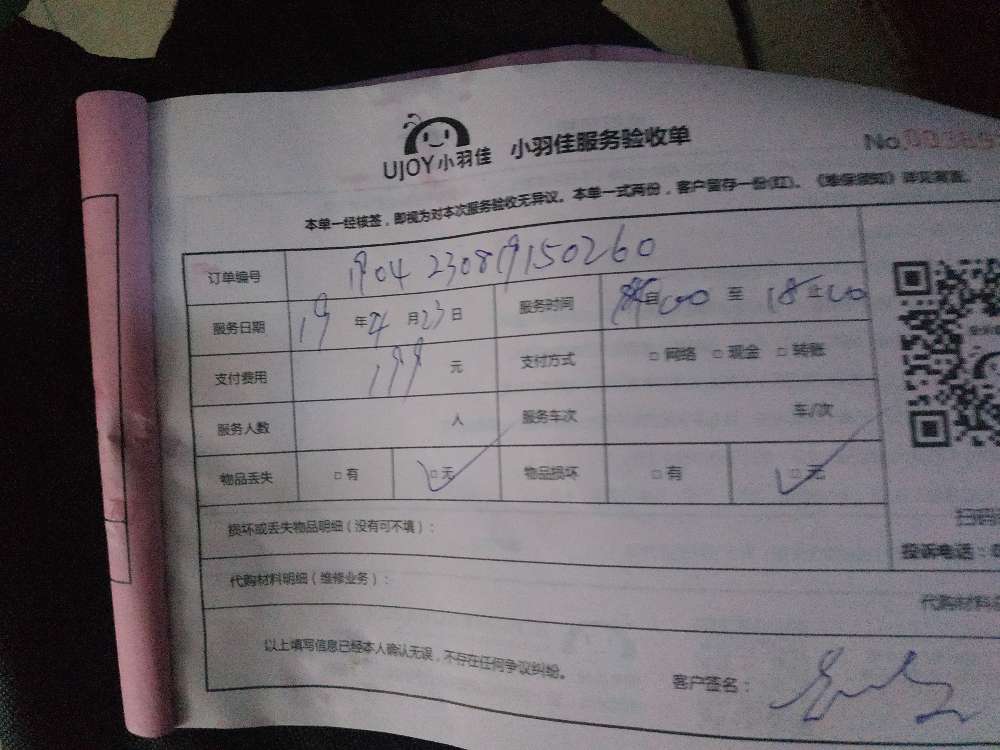 UJOY小羽佳 小羽佳服务验收单 No.00369
本单一经核签，即视为对本次服务验收无异议。本单一式两份，客户留存一份(红)。《维保须知》详见背面。
订单编号 1904230819150260
服务日期 19 年 4 月 23 日 服务时间 00 至 18 止 00
支付费用 199 元 支付方式 □ 网络 □ 现金 □ 转账
服务人数 人 服务车次 车/次
物品丢失 □ 有 □ 无 物品损坏 □ 有 □ 无
损坏或丢失物品明细（没有可不填）：
扫码
投诉电话：
代购材料明细（维修业务）：
代购材料
以上填写信息已经本人确认无误，不存在任何争议纠纷。
客户签名：